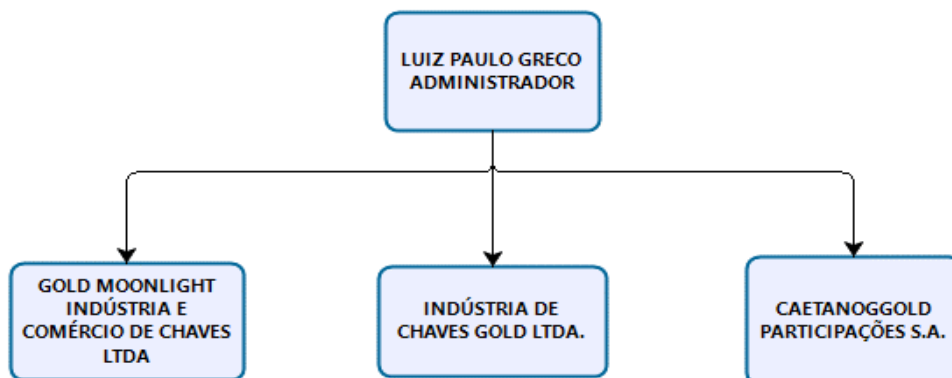 LUIZ PAULO GRECO
ADMINISTRADOR
GOLD MOONLIGHT
INDÚSTRIA E
COMÉRCIO DE CHAVES
LTDA
INDÚSTRIA DE
CHAVES GOLD LTDA.
CAETANOGGOLD
PARTICIPAÇÕES S.A.